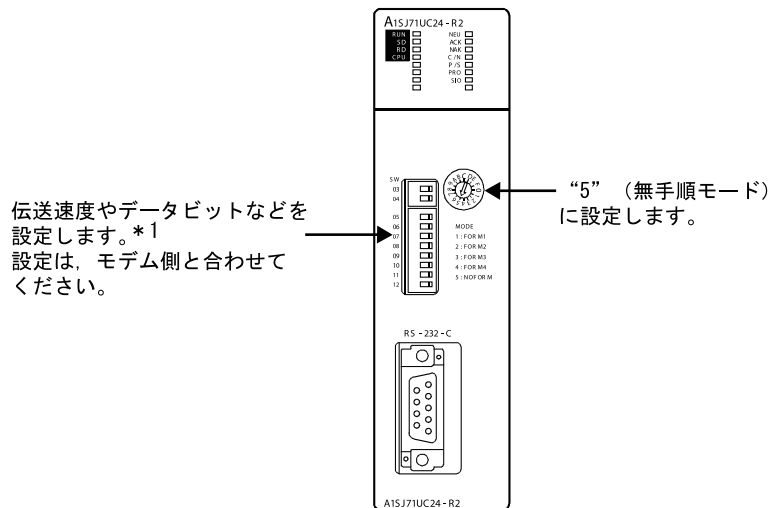 A1SJ71UC24-R2
RUN
SD
RD
CPU
NEU
ACK
NAK
C/N
P/S
PRO
SIO
SW
03
04
05
06
07
08
09
10
11
12
MODE
1 : FOR M1
2 : FOR M2
3 : FOR M3
4 : FOR M4
5 : NOFOR M
伝送速度やデータビットなどを
設定します。*1
設定は，モデム側と合わせて
ください。
“5”（無手順モード）
に設定します。
RS-232-C
A1SJ71UC24-R2